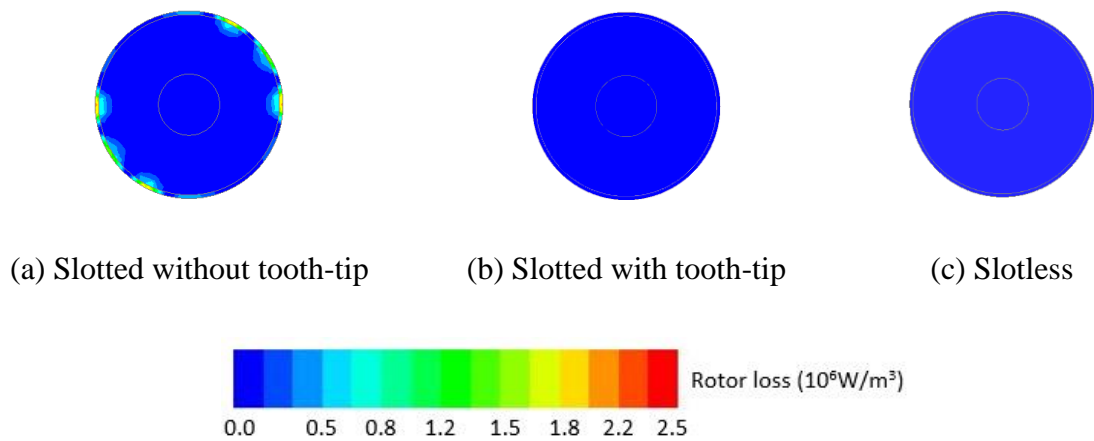 (a) Slotted without tooth-tip (b) Slotted with tooth-tip (c) Slotless
Rotor loss (10⁶W/m³)
0.0 0.5 0.8 1.2 1.5 1.8 2.2 2.5